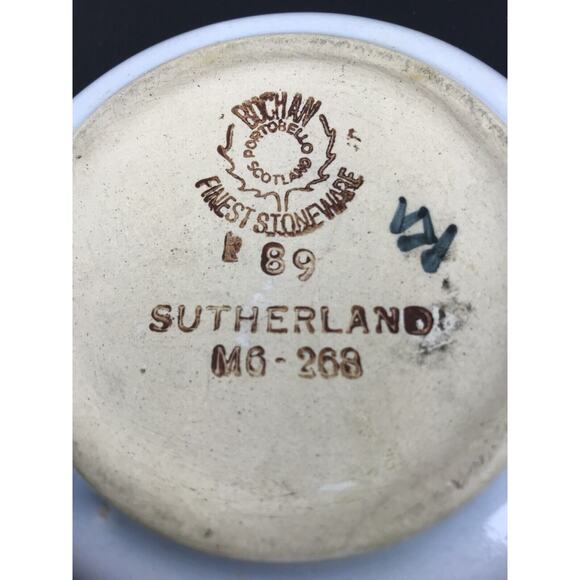 BUCHAN
PORTOBELLO
SCOTLAND
FINEST STONEWARE
89
SUTHERLAND
M6-268